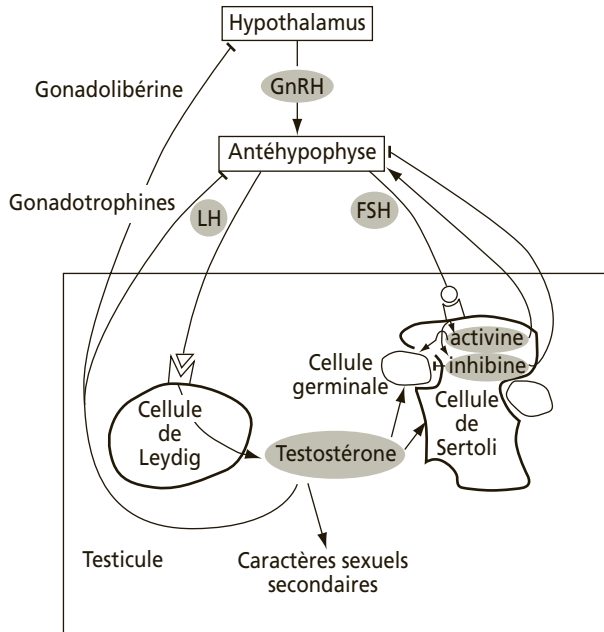 Hypothalamus
Gonadolibérine
GnRH
Antéhypophyse
Gonadotrophines
LH
FSH
activine
inhibine
Cellule
germinale
Cellule
de
Sertoli
Cellule
de
Leydig
Testostérone
Testicule
Caractères sexuels
secondaires